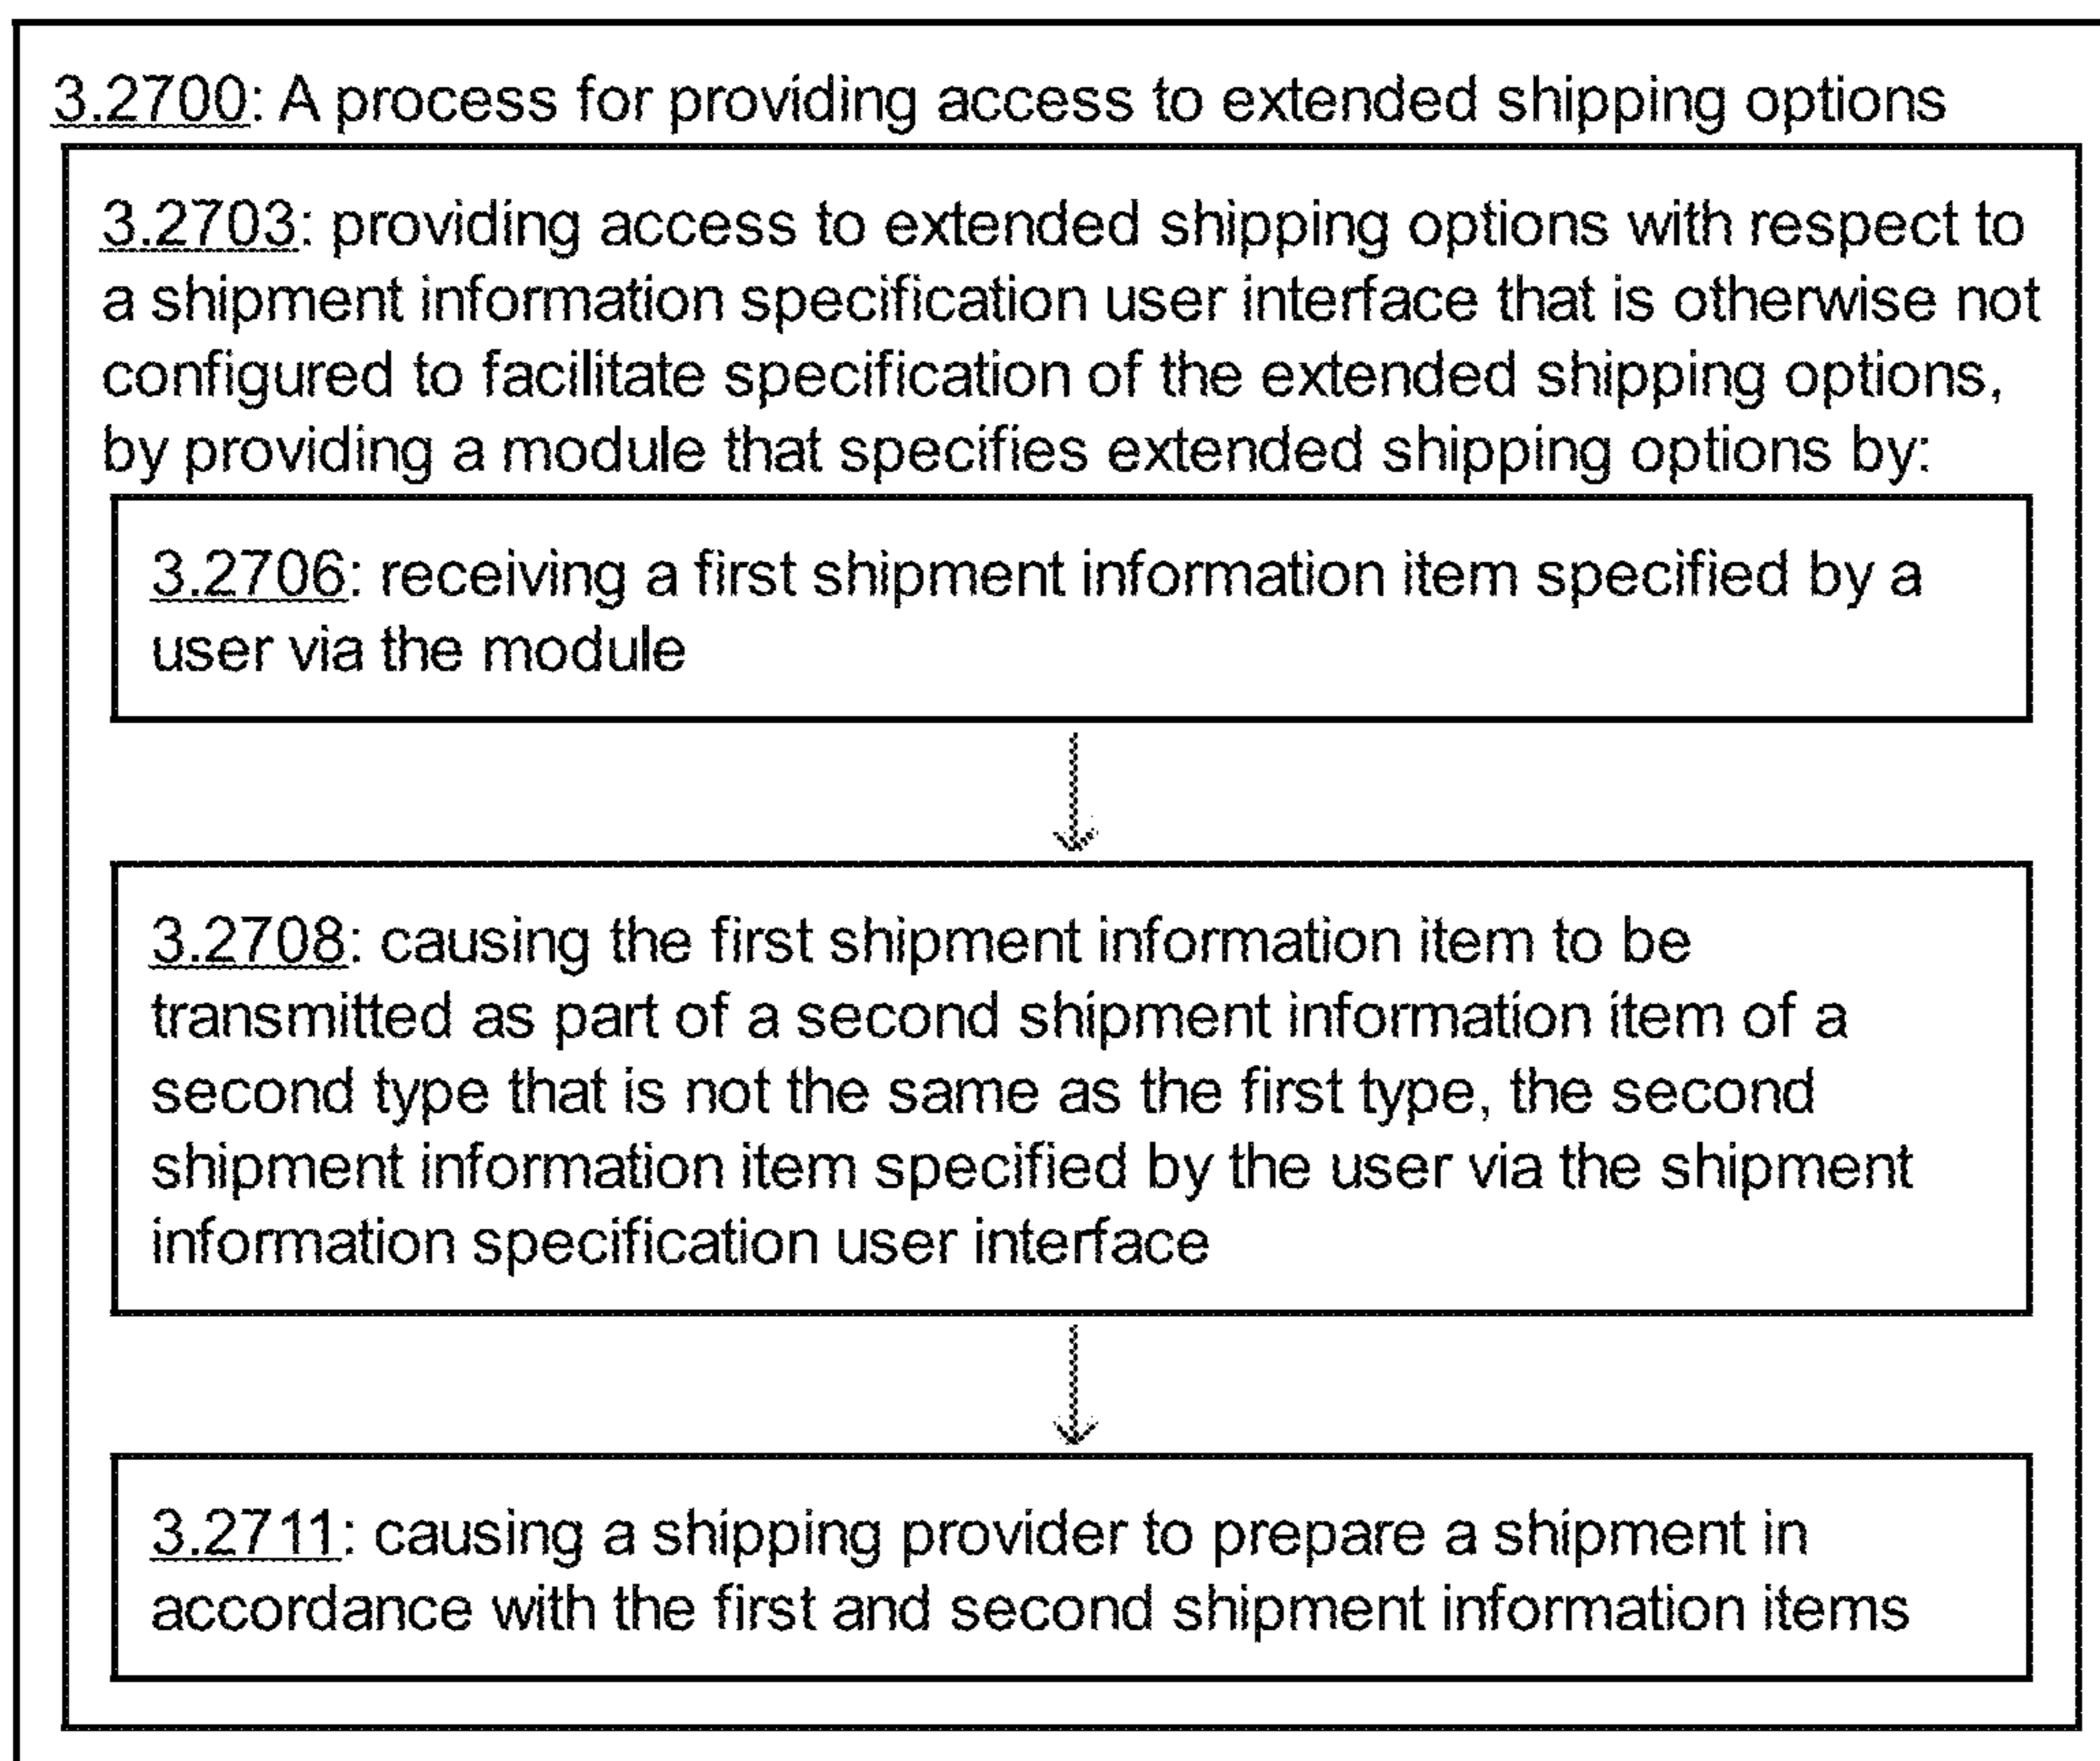 3.2700: A process for providing access to extended shipping options
3.2703: providing access to extended shipping options with respect to
a shipment information specification user interface that is otherwise not
configured to facilitate specification of the extended shipping options,
by providing a module that specifies extended shipping options by:
3.2706: receiving a first shipment information item specified by a
user via the module
3.2708: causing the first shipment information item to be
transmitted as part of a second shipment information item of a
second type that is not the same as the first type, the second
shipment information item specified by the user via the shipment
information specification user interface
3.2711: causing a shipping provider to prepare a shipment in
accordance with the first and second shipment information items